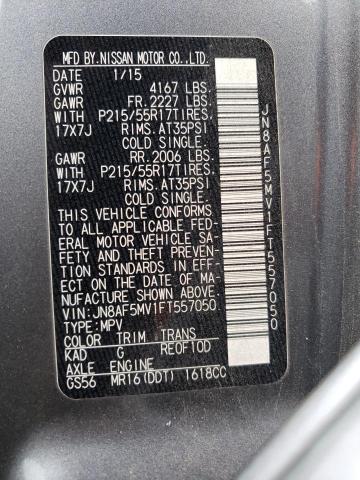 MFD BY.NISSAN MOTOR CO.,LTD.
DATE 1/15
GVWR 4167 LBS.
GAWR FR.2227 LBS.
WITH P215/55R17TIRES,
17X7J RIMS.AT35PSI
COLD SINGLE.
GAWR RR.2006 LBS.
WITH P215/55R17TIRES,
17X7J RIMS.AT35PSI
COLD SINGLE.
THIS VEHICLE CONFORMS
TO ALL APPLICABLE FED-
ERAL MOTOR VEHICLE SA-
FETY AND THEFT PREVEN-
TION STANDARDS IN EFF-
ECT ON THE DATE OF MA-
NUFACTURE SHOWN ABOVE.
VIN:JN8AF5MV1FT557050
TYPE:MPV
COLOR TRIM TRANS
KAD G RE0F10D
AXLE ENGINE
GS56 MR16(DDT) 1618CC
JN8AF5MV1FT557050